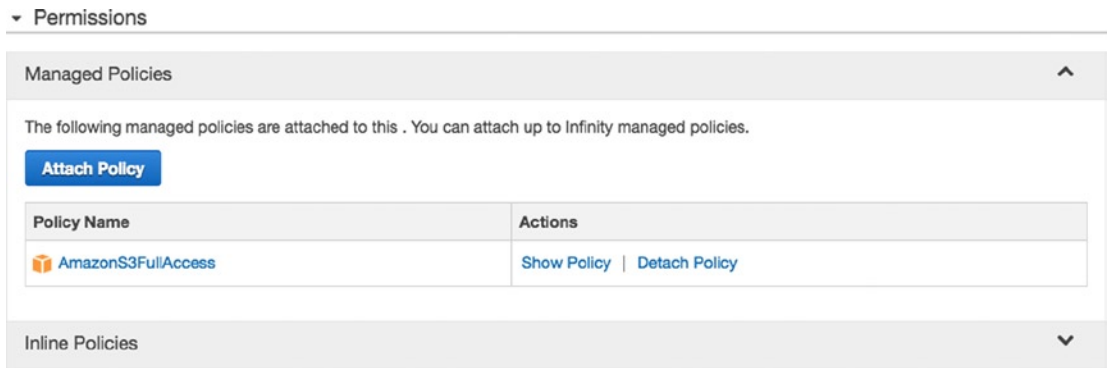 Permissions
Managed Policies
The following managed policies are attached to this . You can attach up to Infinity managed policies.
Attach Policy
Policy Name Actions
AmazonS3FullAccess Show Policy | Detach Policy
Inline Policies